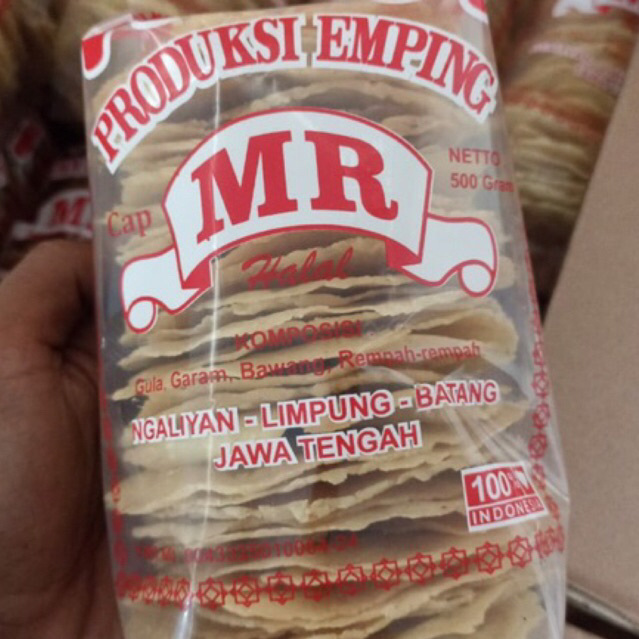 PRODUKSI EMPING
Cap
MR
NETTO
500 Gram
Halal
KOMPOSISI
Gula, Garam, Bawang, Rempah-rempah
NGALIYAN - LIMPUNG - BATANG
JAWA TENGAH
100%
INDONESIA